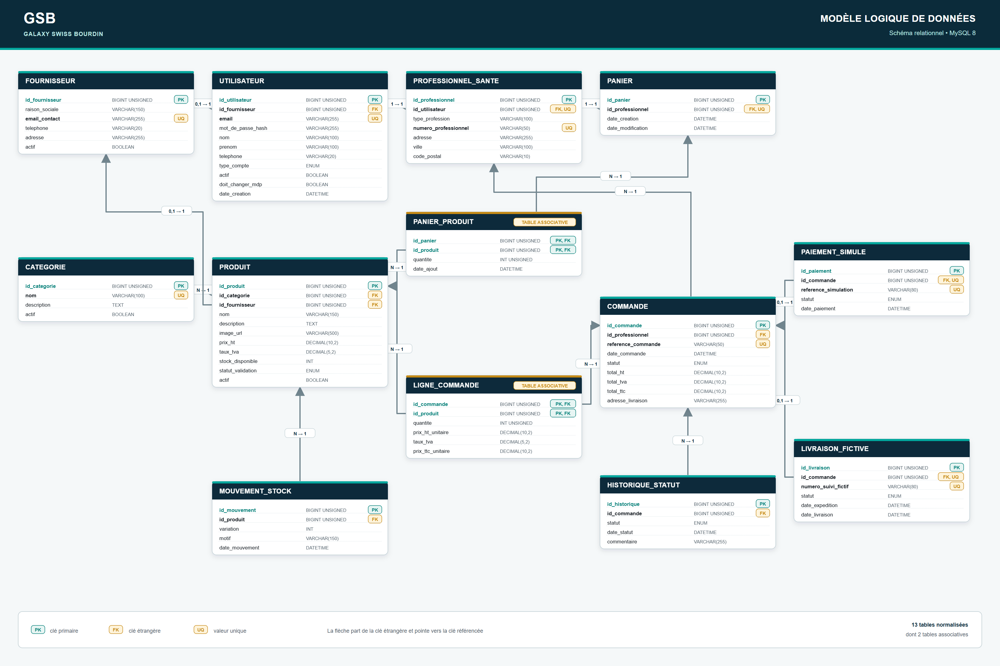 GSB
GALAXY SWISS BOURDIN
MODÈLE LOGIQUE DE DONNÉES
Schéma relationnel • MySQL 8
FOURNISSEUR
id_fournisseur BIGINT UNSIGNED PK
raison_sociale VARCHAR(150)
email_contact VARCHAR(255) UQ
telephone VARCHAR(20)
adresse VARCHAR(255)
actif BOOLEAN
0,1 → 1
UTILISATEUR
id_utilisateur BIGINT UNSIGNED PK
id_fournisseur BIGINT UNSIGNED FK
email VARCHAR(255) UQ
mot_de_passe_hash VARCHAR(255)
nom VARCHAR(100)
prenom VARCHAR(100)
telephone VARCHAR(20)
type_compte ENUM
actif BOOLEAN
doit_changer_mdp BOOLEAN
date_creation DATETIME
1 → 1
PROFESSIONNEL_SANTE
id_professionnel BIGINT UNSIGNED PK
id_utilisateur BIGINT UNSIGNED FK, UQ
type_profession VARCHAR(100)
numero_professionnel VARCHAR(50) UQ
adresse VARCHAR(255)
ville VARCHAR(100)
code_postal VARCHAR(10)
1 → 1
PANIER
id_panier BIGINT UNSIGNED PK
id_professionnel BIGINT UNSIGNED FK, UQ
date_creation DATETIME
date_modification DATETIME
N → 1
N → 1
0,1 → 1
PANIER_PRODUIT TABLE ASSOCIATIVE
id_panier BIGINT UNSIGNED PK, FK
id_produit BIGINT UNSIGNED PK, FK
quantite INT UNSIGNED
date_ajout DATETIME
CATEGORIE
id_categorie BIGINT UNSIGNED PK
nom VARCHAR(100) UQ
description TEXT
actif BOOLEAN
N → 1
PRODUIT
id_produit BIGINT UNSIGNED PK
id_categorie BIGINT UNSIGNED FK
id_fournisseur BIGINT UNSIGNED FK
nom VARCHAR(150)
description TEXT
image_url VARCHAR(500)
prix_ht DECIMAL(10,2)
taux_tva DECIMAL(5,2)
stock_disponible INT
statut_validation ENUM
actif BOOLEAN
N → 1
N → 1
PAIEMENT_SIMULE
id_paiement BIGINT UNSIGNED PK
id_commande BIGINT UNSIGNED FK, UQ
reference_simulation VARCHAR(80) UQ
statut ENUM
date_paiement DATETIME
0,1 → 1
COMMANDE
id_commande BIGINT UNSIGNED PK
id_professionnel BIGINT UNSIGNED FK
reference_commande VARCHAR(50) UQ
date_commande DATETIME
statut ENUM
total_ht DECIMAL(10,2)
total_tva DECIMAL(10,2)
total_ttc DECIMAL(10,2)
adresse_livraison VARCHAR(255)
N → 1
0,1 → 1
LIGNE_COMMANDE TABLE ASSOCIATIVE
id_commande BIGINT UNSIGNED PK, FK
id_produit BIGINT UNSIGNED PK, FK
quantite INT UNSIGNED
prix_ht_unitaire DECIMAL(10,2)
taux_tva DECIMAL(5,2)
prix_ttc_unitaire DECIMAL(10,2)
N → 1
N → 1
MOUVEMENT_STOCK
id_mouvement BIGINT UNSIGNED PK
id_produit BIGINT UNSIGNED FK
variation INT
motif VARCHAR(150)
date_mouvement DATETIME
HISTORIQUE_STATUT
id_historique BIGINT UNSIGNED PK
id_commande BIGINT UNSIGNED FK
statut ENUM
date_statut DATETIME
commentaire VARCHAR(255)
LIVRAISON_FICTIVE
id_livraison BIGINT UNSIGNED PK
id_commande BIGINT UNSIGNED FK, UQ
numero_suivi_fictif VARCHAR(80) UQ
statut ENUM
date_expedition DATETIME
date_livraison DATETIME
PK clé primaire FK clé étrangère UQ valeur unique La flèche part de la clé étrangère et pointe vers la clé référencée
13 tables normalisées
dont 2 tables associatives